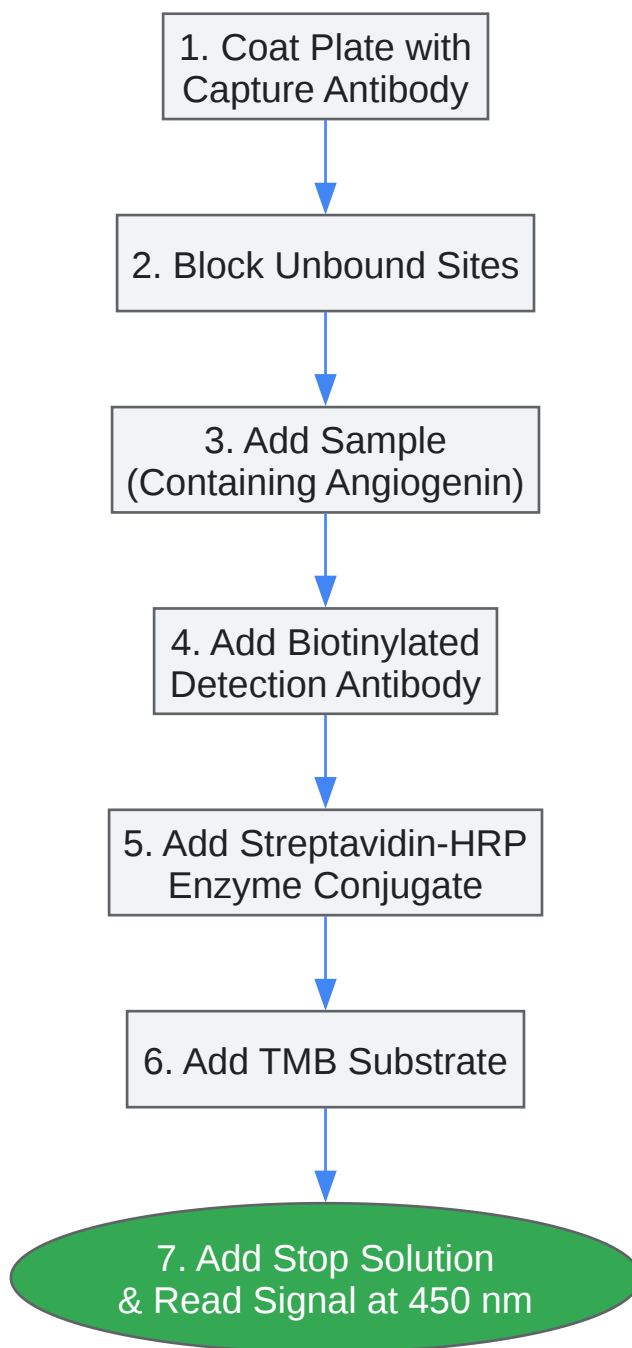 1. Coat Plate with
Capture Antibody
2. Block Unbound Sites
3. Add Sample
(Containing Angiogenin)
4. Add Biotinylated
Detection Antibody
5. Add Streptavidin-HRP
Enzyme Conjugate
6. Add TMB Substrate
7. Add Stop Solution
& Read Signal at 450 nm